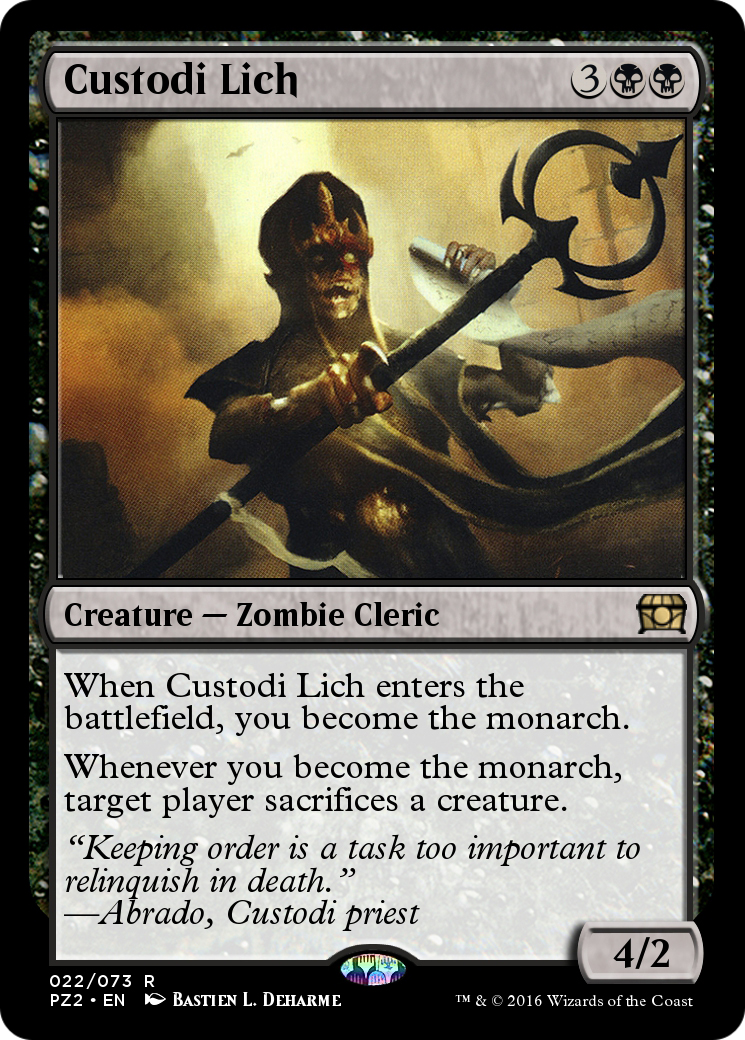 Custodi Lich 3
Creature — Zombie Cleric
When Custodi Lich enters the
battlefield, you become the monarch.
Whenever you become the monarch,
target player sacrifices a creature.
“Keeping order is a task too important to
relinquish in death.”
—Abrado, Custodi priest
4/2
022/073 R
PZ2 • EN Bastien L. Deharme
™ & © 2016 Wizards of the Coast